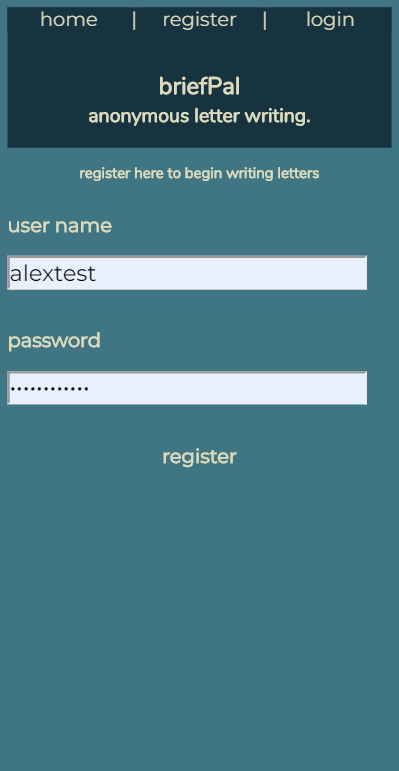 home | register | login
briefPal
anonymous letter writing.
register here to begin writing letters
user name
alextest
password
••••••••••••
register